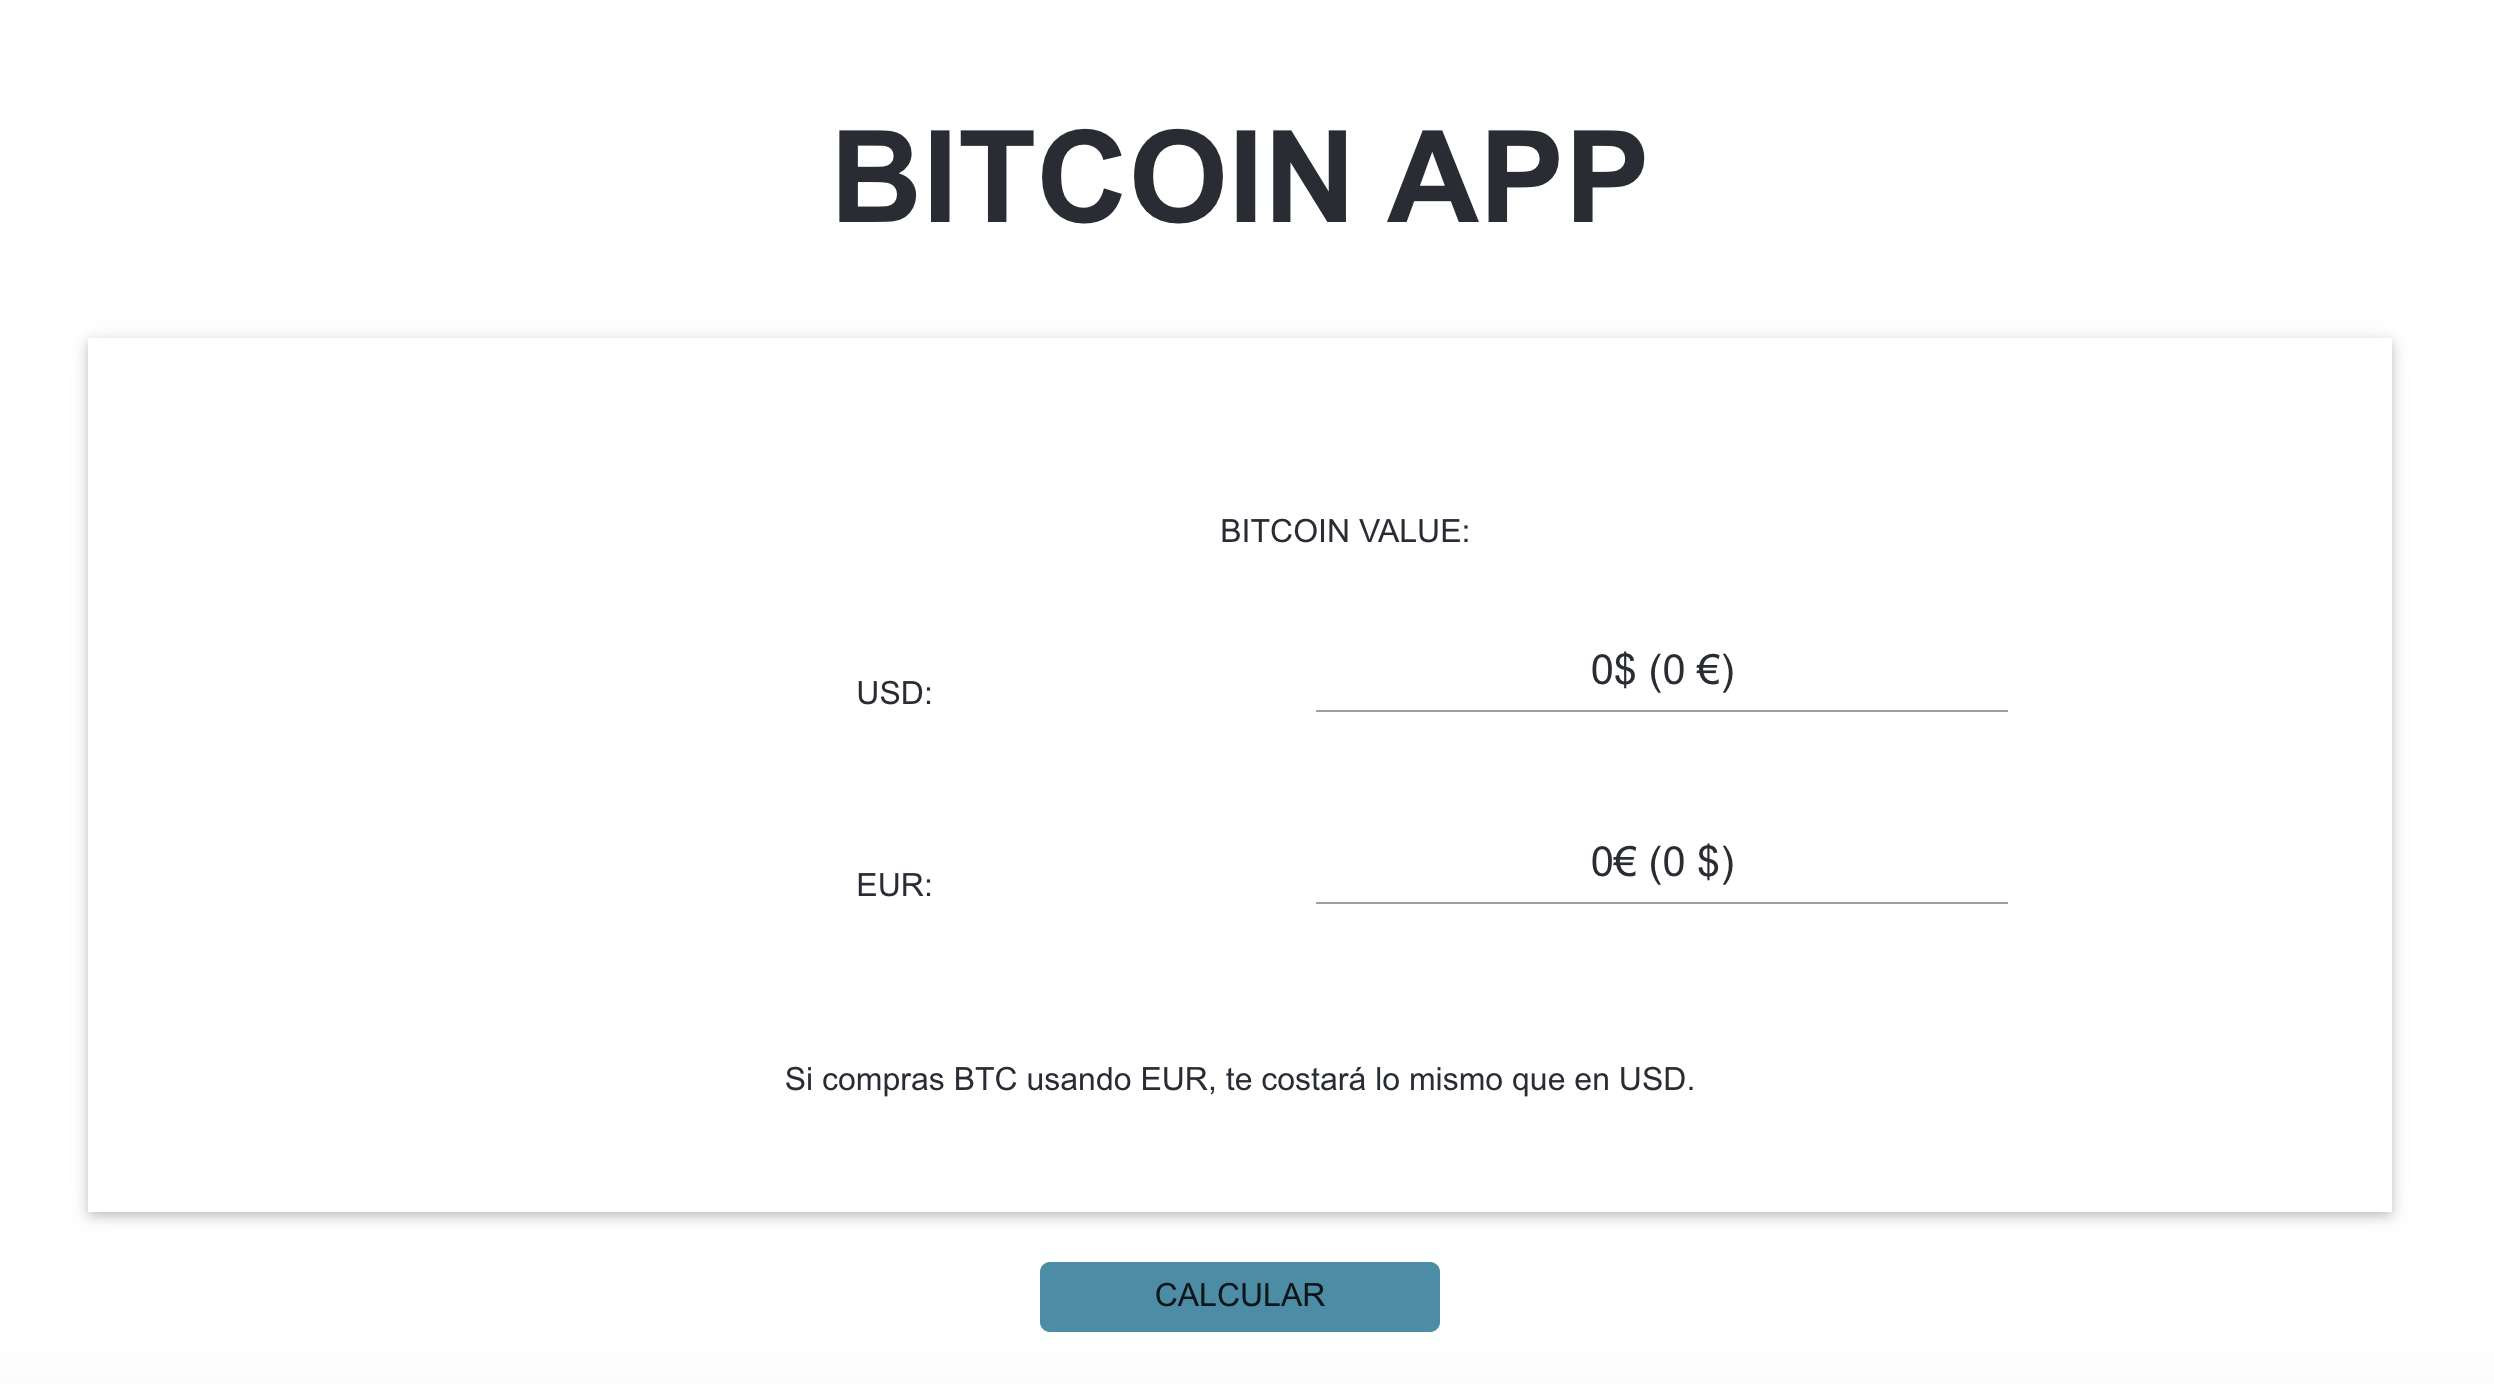 BITCOIN APP
BITCOIN VALUE:
USD:
0$ (0 €)
EUR:
0€ (0 $)
Si compras BTC usando EUR, te costará lo mismo que en USD.
CALCULAR